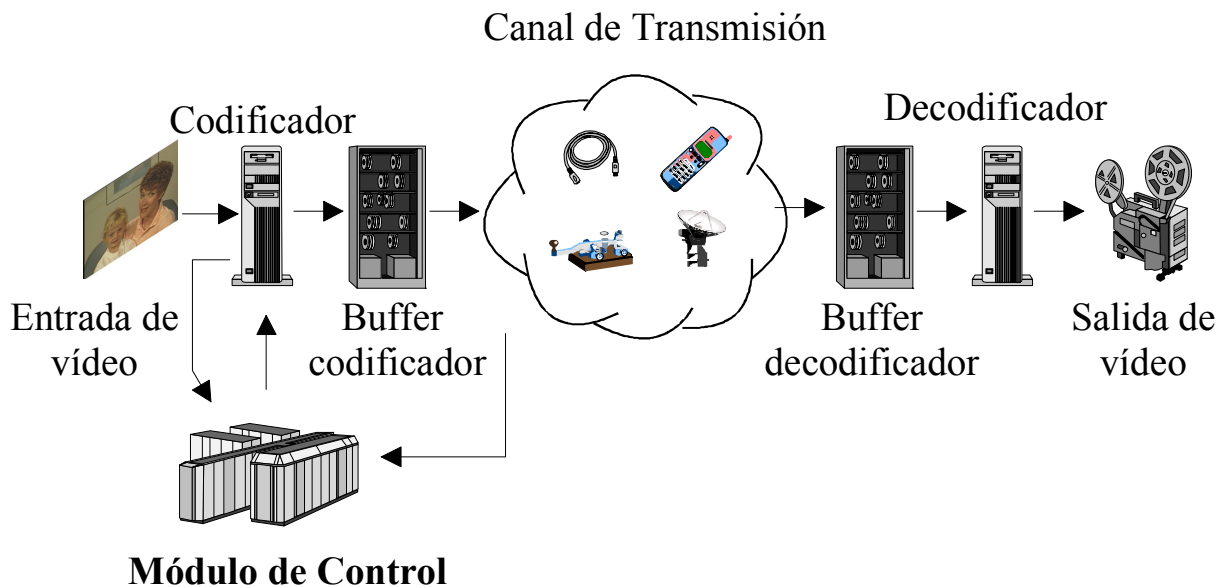 Canal de Transmisión
Codificador
Decodificador
Entrada de
vídeo
Buffer
codificador
Buffer
decodificador
Salida de
vídeo
Módulo de Control